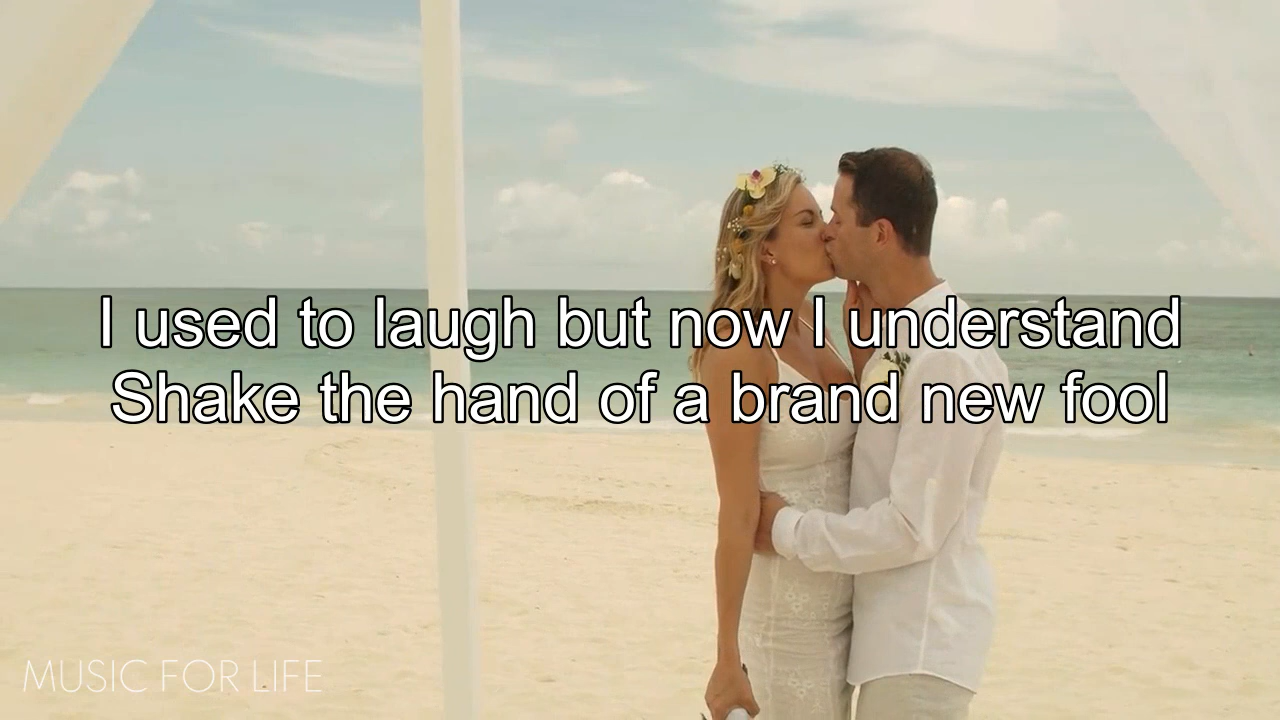 I used to laugh but now I understand
Shake the hand of a brand new fool
MUSIC FOR LIFE